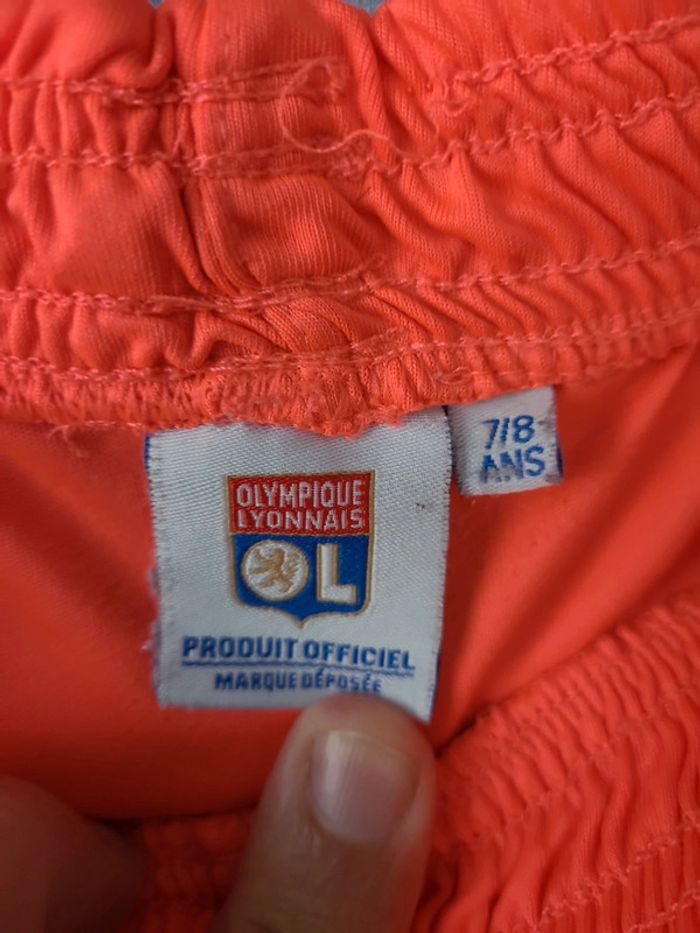 7/8
ANS
OLYMPIQUE
LYONNAIS
OL
PRODUIT OFFICIEL
MARQUE DÉPOSÉE